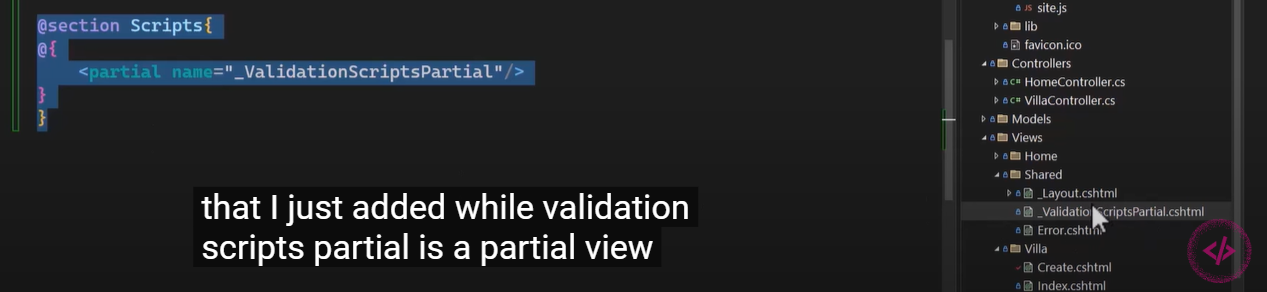 @section Scripts{
@{
<partial name="_ValidationScriptsPartial"/>
}
}
that I just added while validation
scripts partial is a partial view
site.js
lib
favicon.ico
Controllers
C# HomeController.cs
C# VillaController.cs
Models
Views
Home
Shared
_Layout.cshtml
_ValidationScriptsPartial.cshtml
Error.cshtml
Villa
Create.cshtml
Index.cshtml